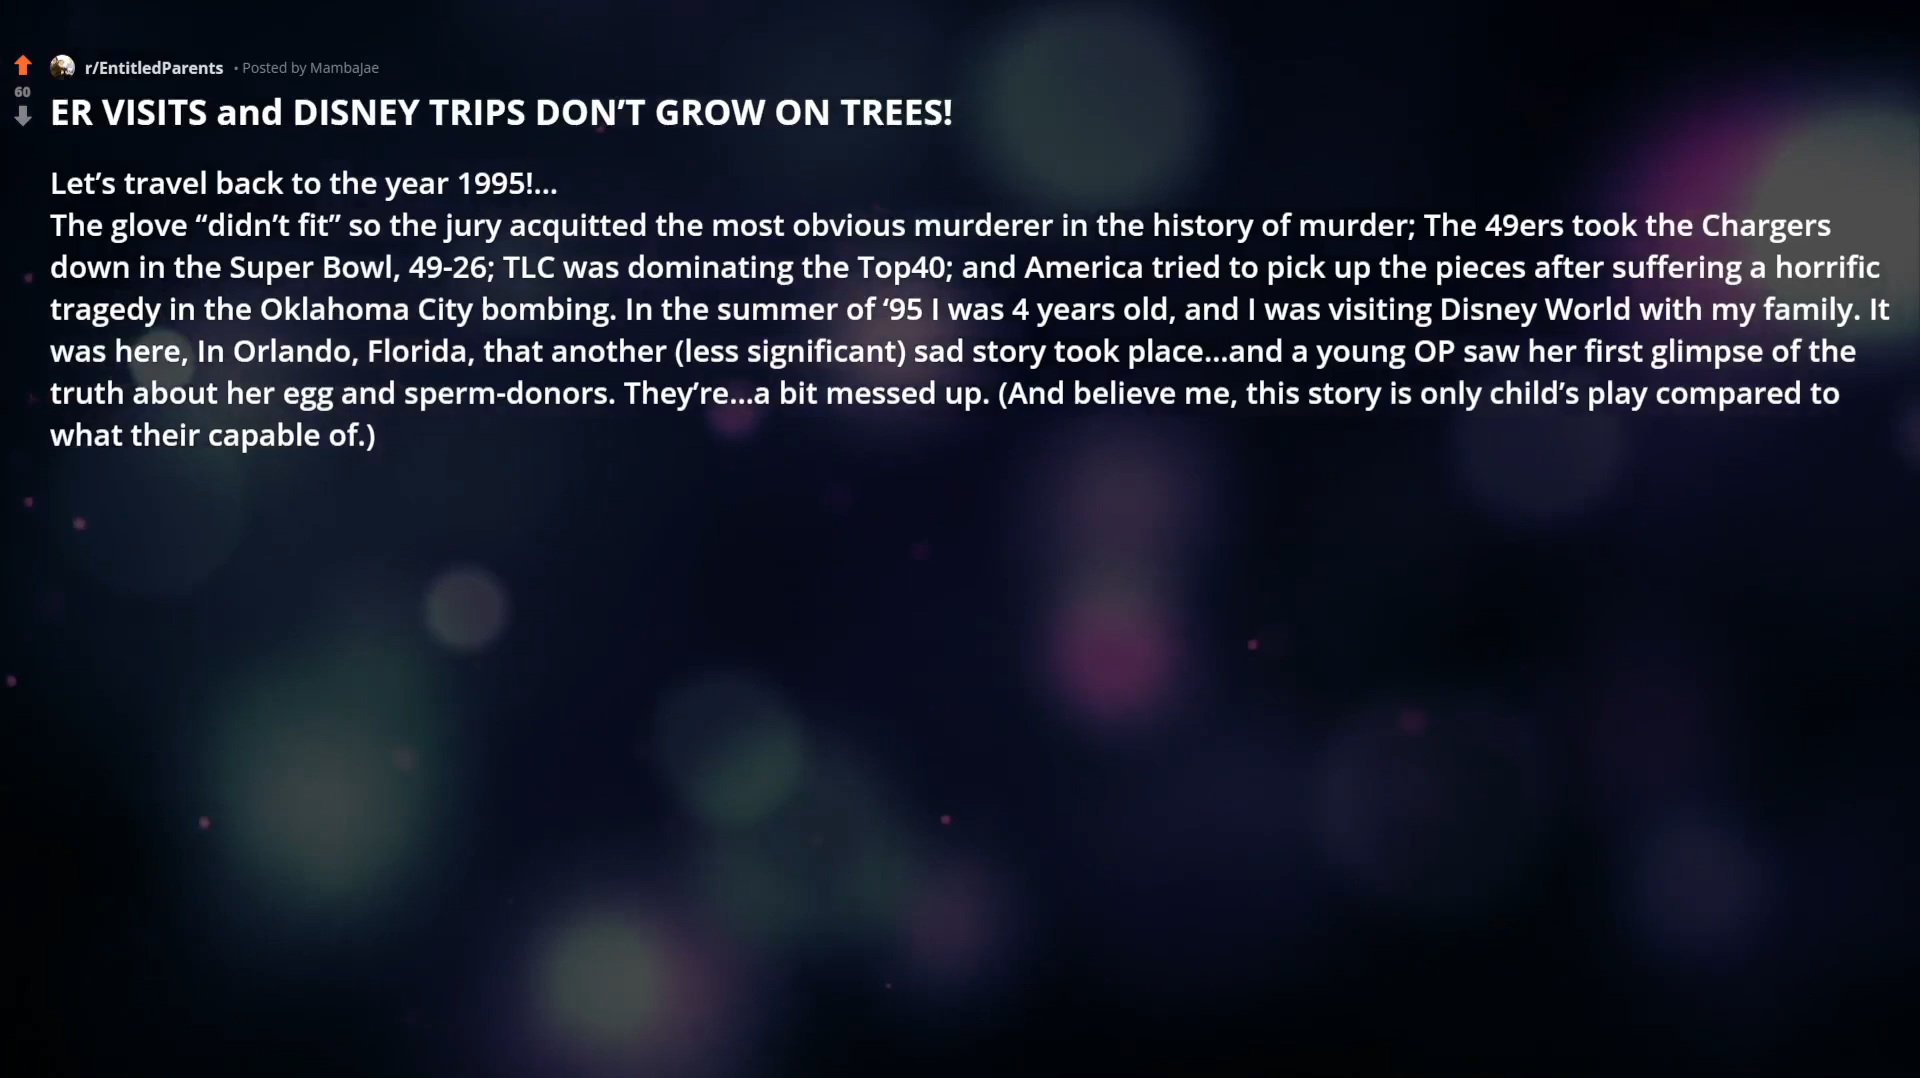 r/EntitledParents • Posted by MambaJae
60
ER VISITS and DISNEY TRIPS DON’T GROW ON TREES!
Let’s travel back to the year 1995!...
The glove “didn’t fit” so the jury acquitted the most obvious murderer in the history of murder; The 49ers took the Chargers
down in the Super Bowl, 49-26; TLC was dominating the Top40; and America tried to pick up the pieces after suffering a horrific
tragedy in the Oklahoma City bombing. In the summer of ‘95 I was 4 years old, and I was visiting Disney World with my family. It
was here, In Orlando, Florida, that another (less significant) sad story took place...and a young OP saw her first glimpse of the
truth about her egg and sperm-donors. They’re...a bit messed up. (And believe me, this story is only child’s play compared to
what their capable of.)